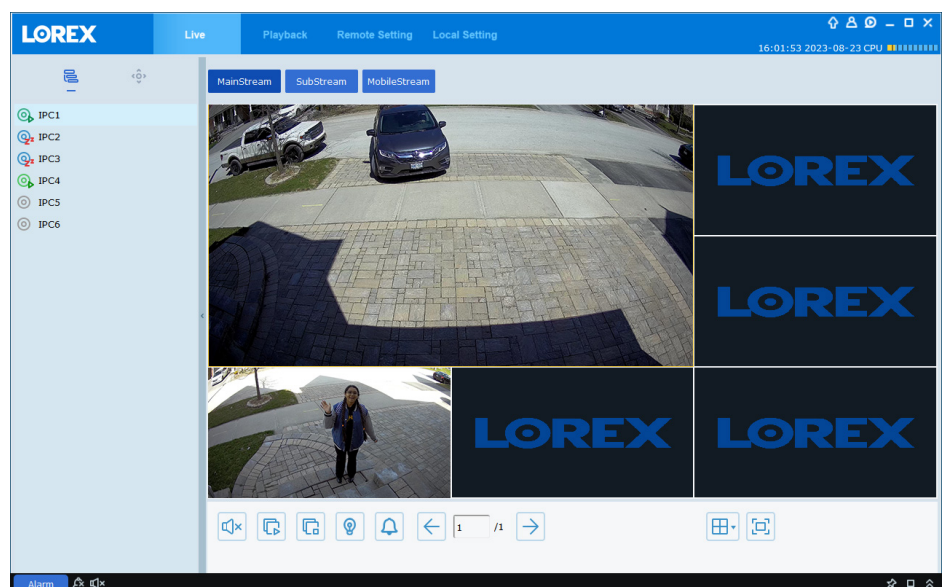 LOREX
Live
Playback
Remote Setting
Local Setting
16:01:53 2023-08-23 CPU
MainStream
SubStream
MobileStream
IPC1
IPC2
IPC3
IPC4
IPC5
IPC6
LOREX
LOREX
LOREX
LOREX
1 /1
Alarm